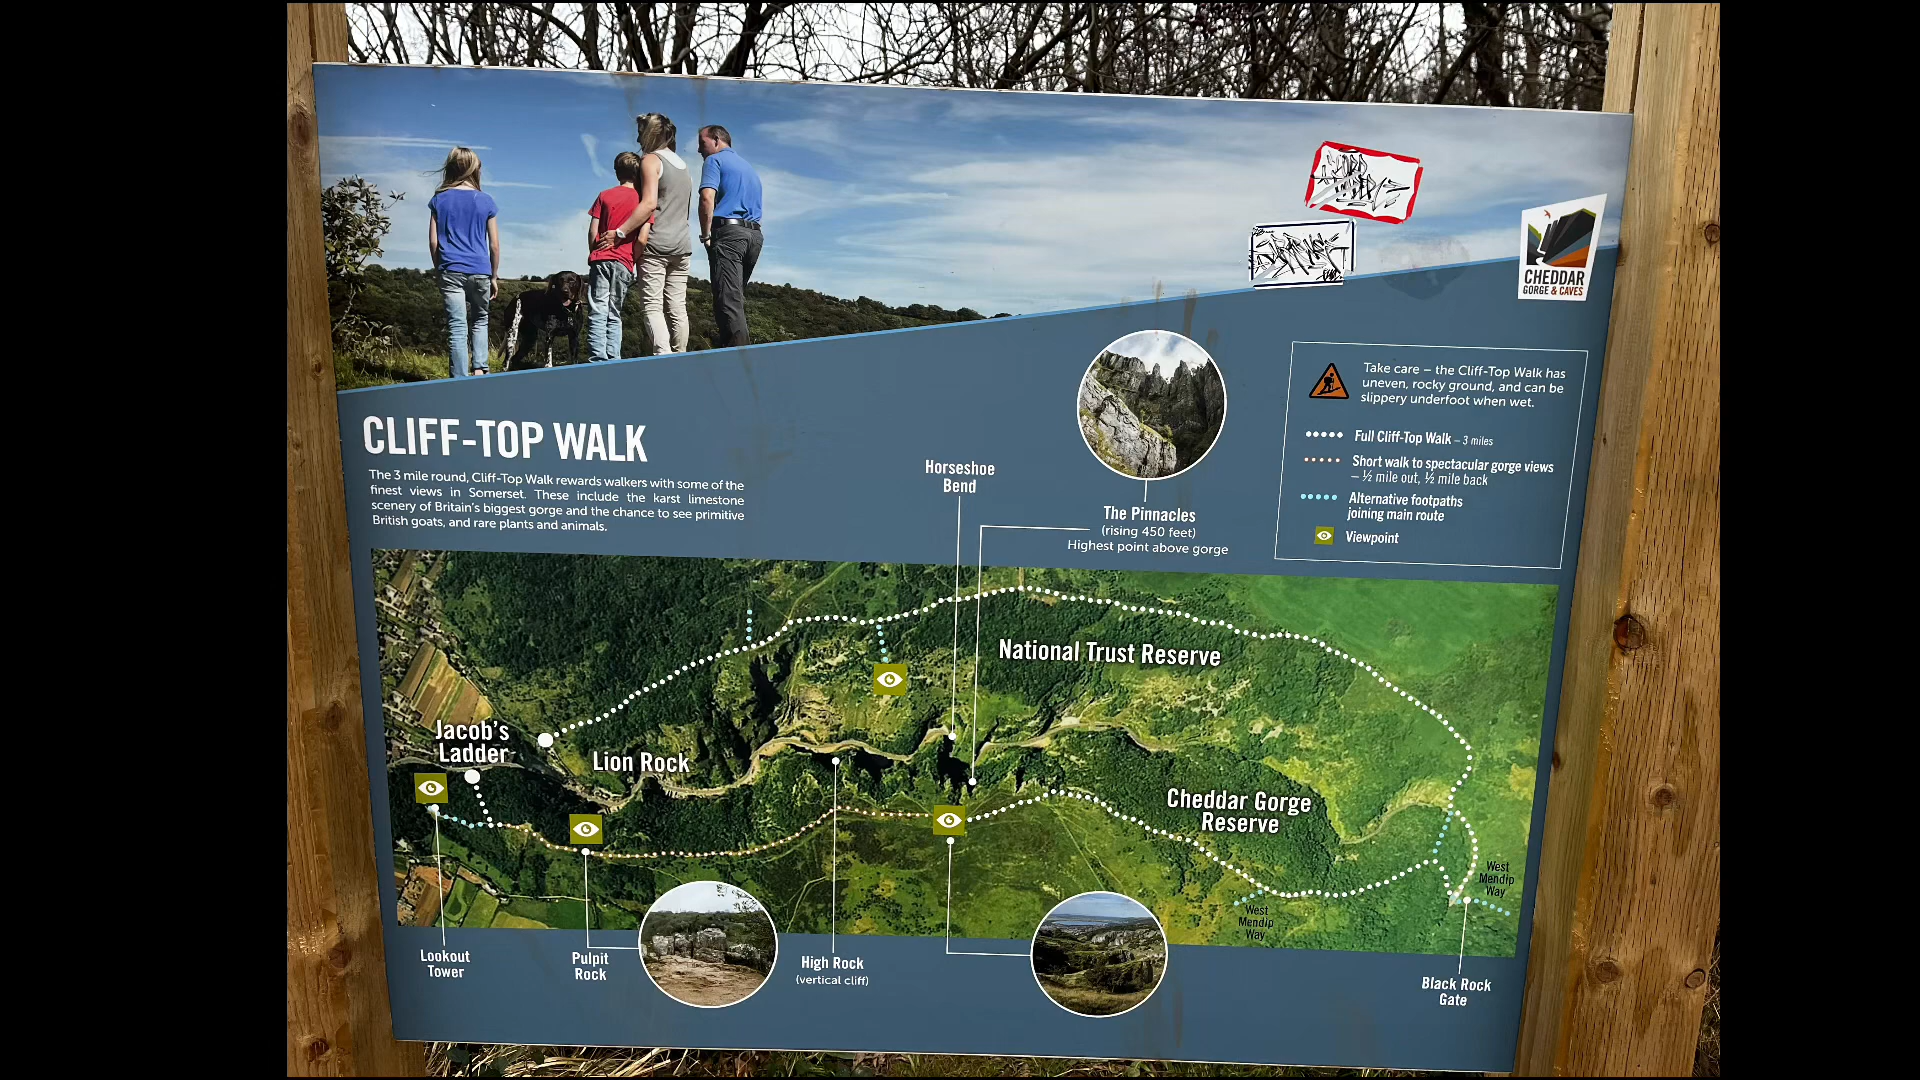 CHEDDAR
GORGE & CAVES
CLIFF-TOP WALK
The 3 mile round, Cliff-Top Walk rewards walkers with some of the
finest views in Somerset. These include the karst limestone
scenery of Britain's biggest gorge and the chance to see primitive
British goats, and rare plants and animals.
Take care – the Cliff-Top Walk has
uneven, rocky ground, and can be
slippery underfoot when wet.
Full Cliff-Top Walk – 3 miles
Short walk to spectacular gorge views
– ½ mile out, ½ mile back
Alternative footpaths
joining main route
Viewpoint
Horseshoe
Bend
The Pinnacles
(rising 450 feet)
Highest point above gorge
National Trust Reserve
Jacob's
Ladder
Lion Rock
Cheddar Gorge
Reserve
West
Mendip
Way
West
Mendip
Way
Lookout
Tower
Pulpit
Rock
High Rock
(vertical cliff)
Black Rock
Gate